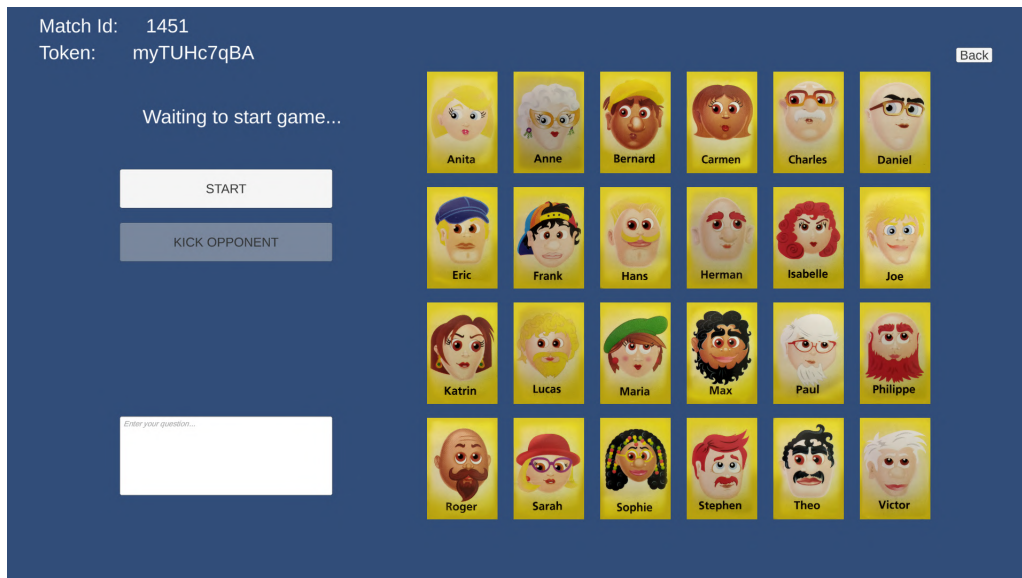 Match Id: 1451
Token: myTUHc7qBA
Back
Waiting to start game...
START
KICK OPPONENT
Enter your question...
Anita Anne Bernard Carmen Charles Daniel
Eric Frank Hans Herman Isabelle Joe
Katrin Lucas Maria Max Paul Philippe
Roger Sarah Sophie Stephen Theo Victor